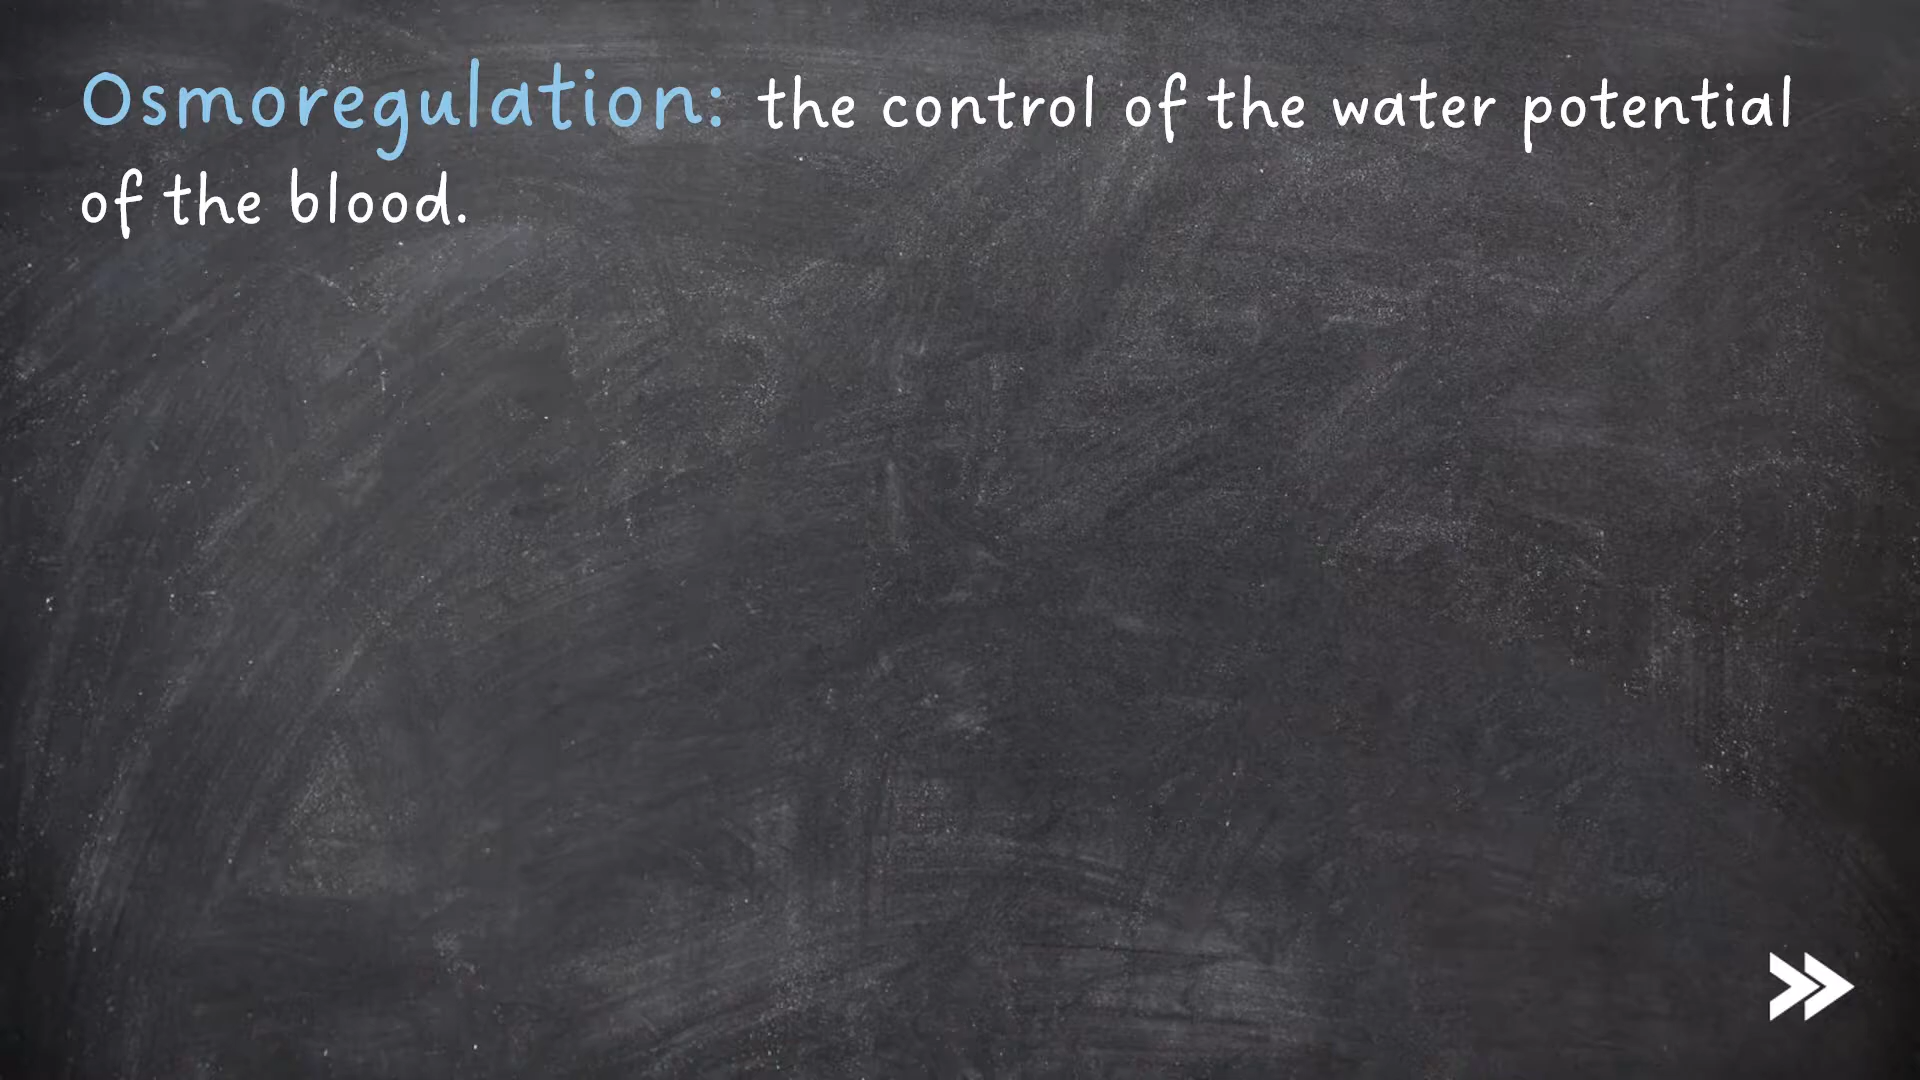 Osmoregulation: the control of the water potential
of the blood.